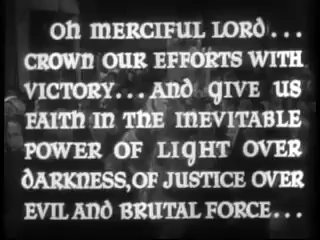 Oh MERCIFUL LORD...
CROWN OUR EFFORTS WITH
VICTORY...AND GIVE US
FAITH IN THE INEVITABLE
POWER OF LIGHT OVER
DARKNESS, OF JUSTICE OVER
EVIL AND BRUTAL FORCE...